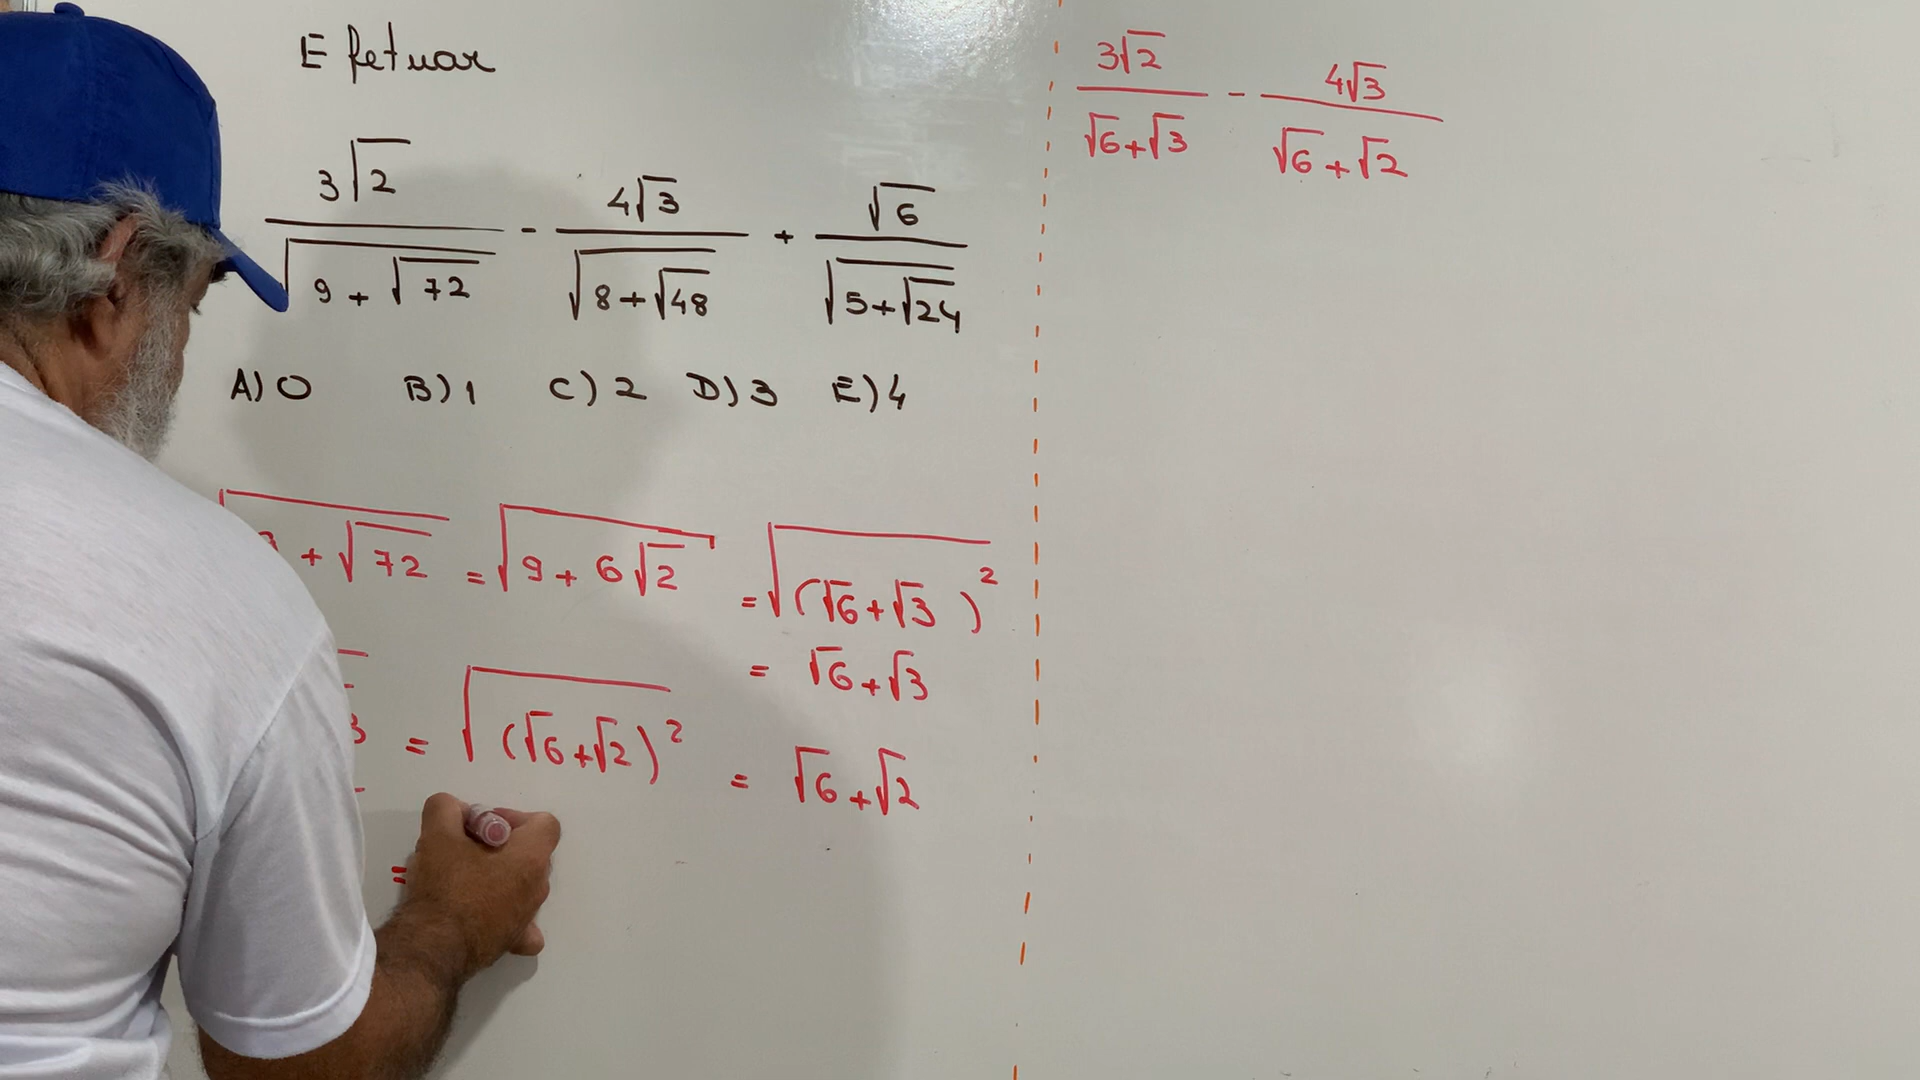 Efetuar
3√2 / √(9+√72) - 4√3 / √(8+√48) + √6 / √(5+√24)
A) 0 B) 1 C) 2 D) 3 E) 4
+ √72 = √(9+6√2) = √((√6+√3)²)
= √6+√3
= √((√6+√2)²) = √6+√2
=
3√2 / (√6+√3) - 4√3 / (√6+√2)